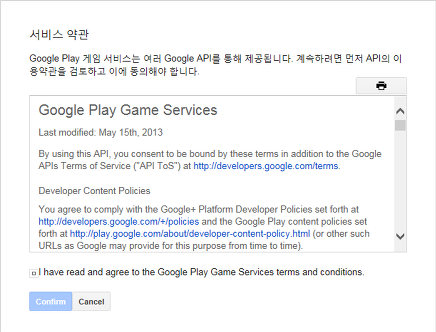 서비스 약관
Google Play 게임 서비스는 여러 Google API를 통해 제공됩니다. 계속하려면 먼저 API의 이
용약관을 검토하고 이에 동의해야 합니다.
Google Play Game Services
Last modified: May 15th, 2013
By using this API, you consent to be bound by these terms in addition to the Google
APIs Terms of Service ("API ToS") at http://developers.google.com/terms.
Developer Content Policies
You agree to comply with the Google+ Platform Developer Policies set forth at
http://developers.google.com/+/policies and the Google Play content policies set
forth at http://play.google.com/about/developer-content-policy.html (or other such
URLs as Google may provide for this purpose from time to time).
I have read and agree to the Google Play Game Services terms and conditions.
Confirm Cancel